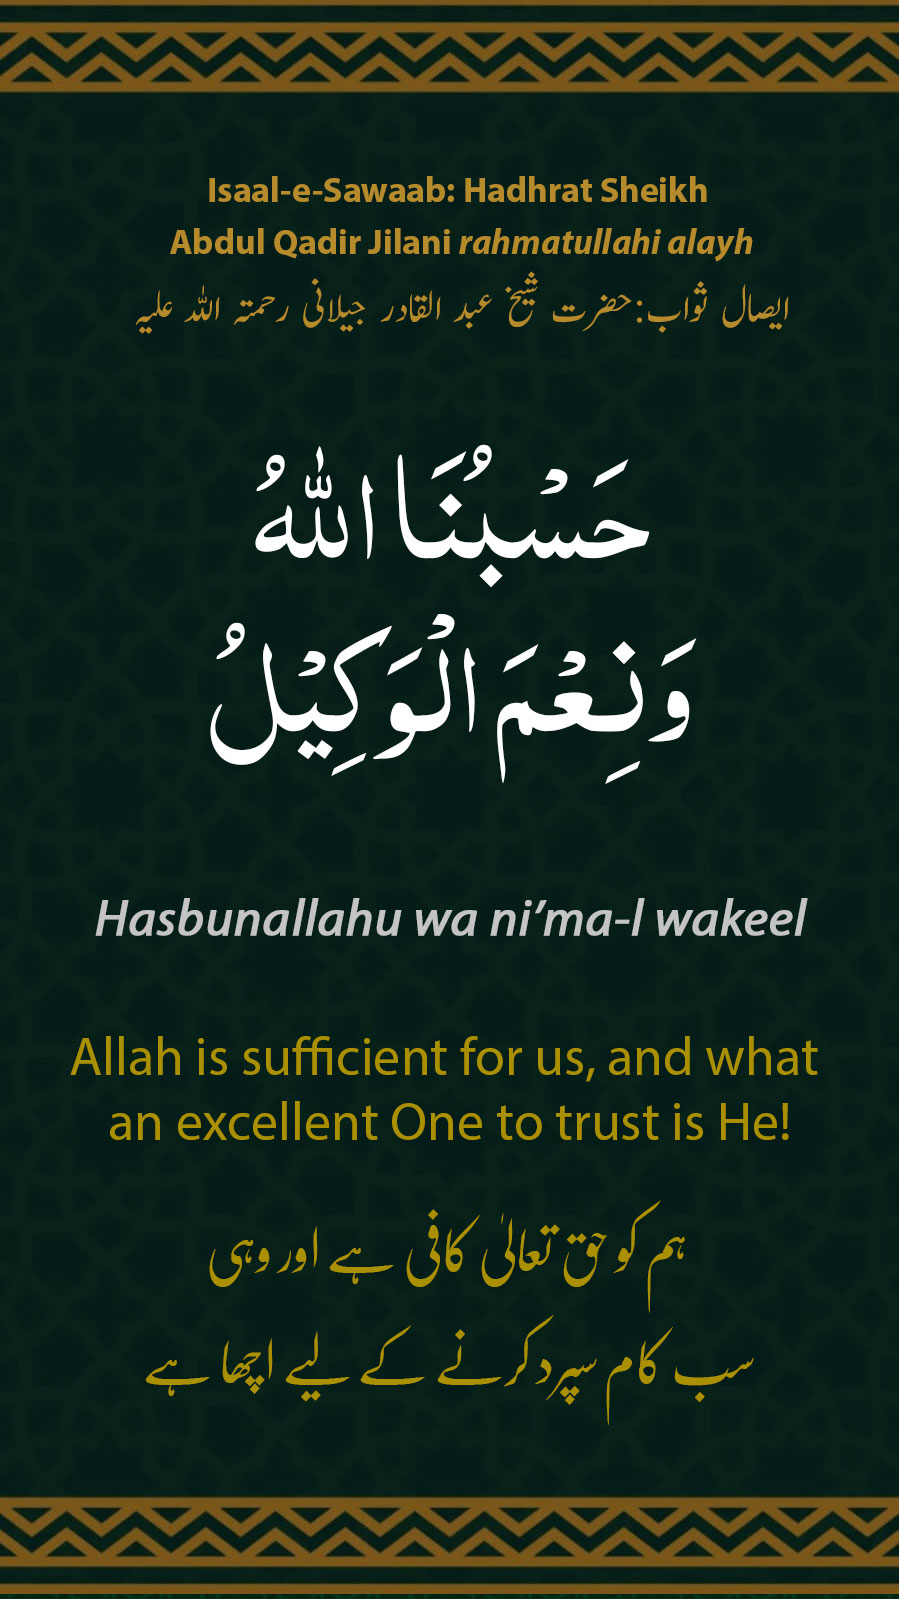 Isaal-e-Sawaab: Hadhrat Sheikh
Abdul Qadir Jilani rahmatullahi alayh
ایصال ثواب:حضرت شیخ عبد القادر جیلانی رحمتہ اللہ علیہ
حَسْبُنَا اللّٰهُ
وَنِعْمَ الْوَكِيْلُ
Hasbunallahu wa ni’ma-l wakeel
Allah is sufficient for us, and what
an excellent One to trust is He!
ہم کو حق تعالیٰ کافی ہے اور وہی
سب کام سپرد کرنے کے لیے اچھا ہے